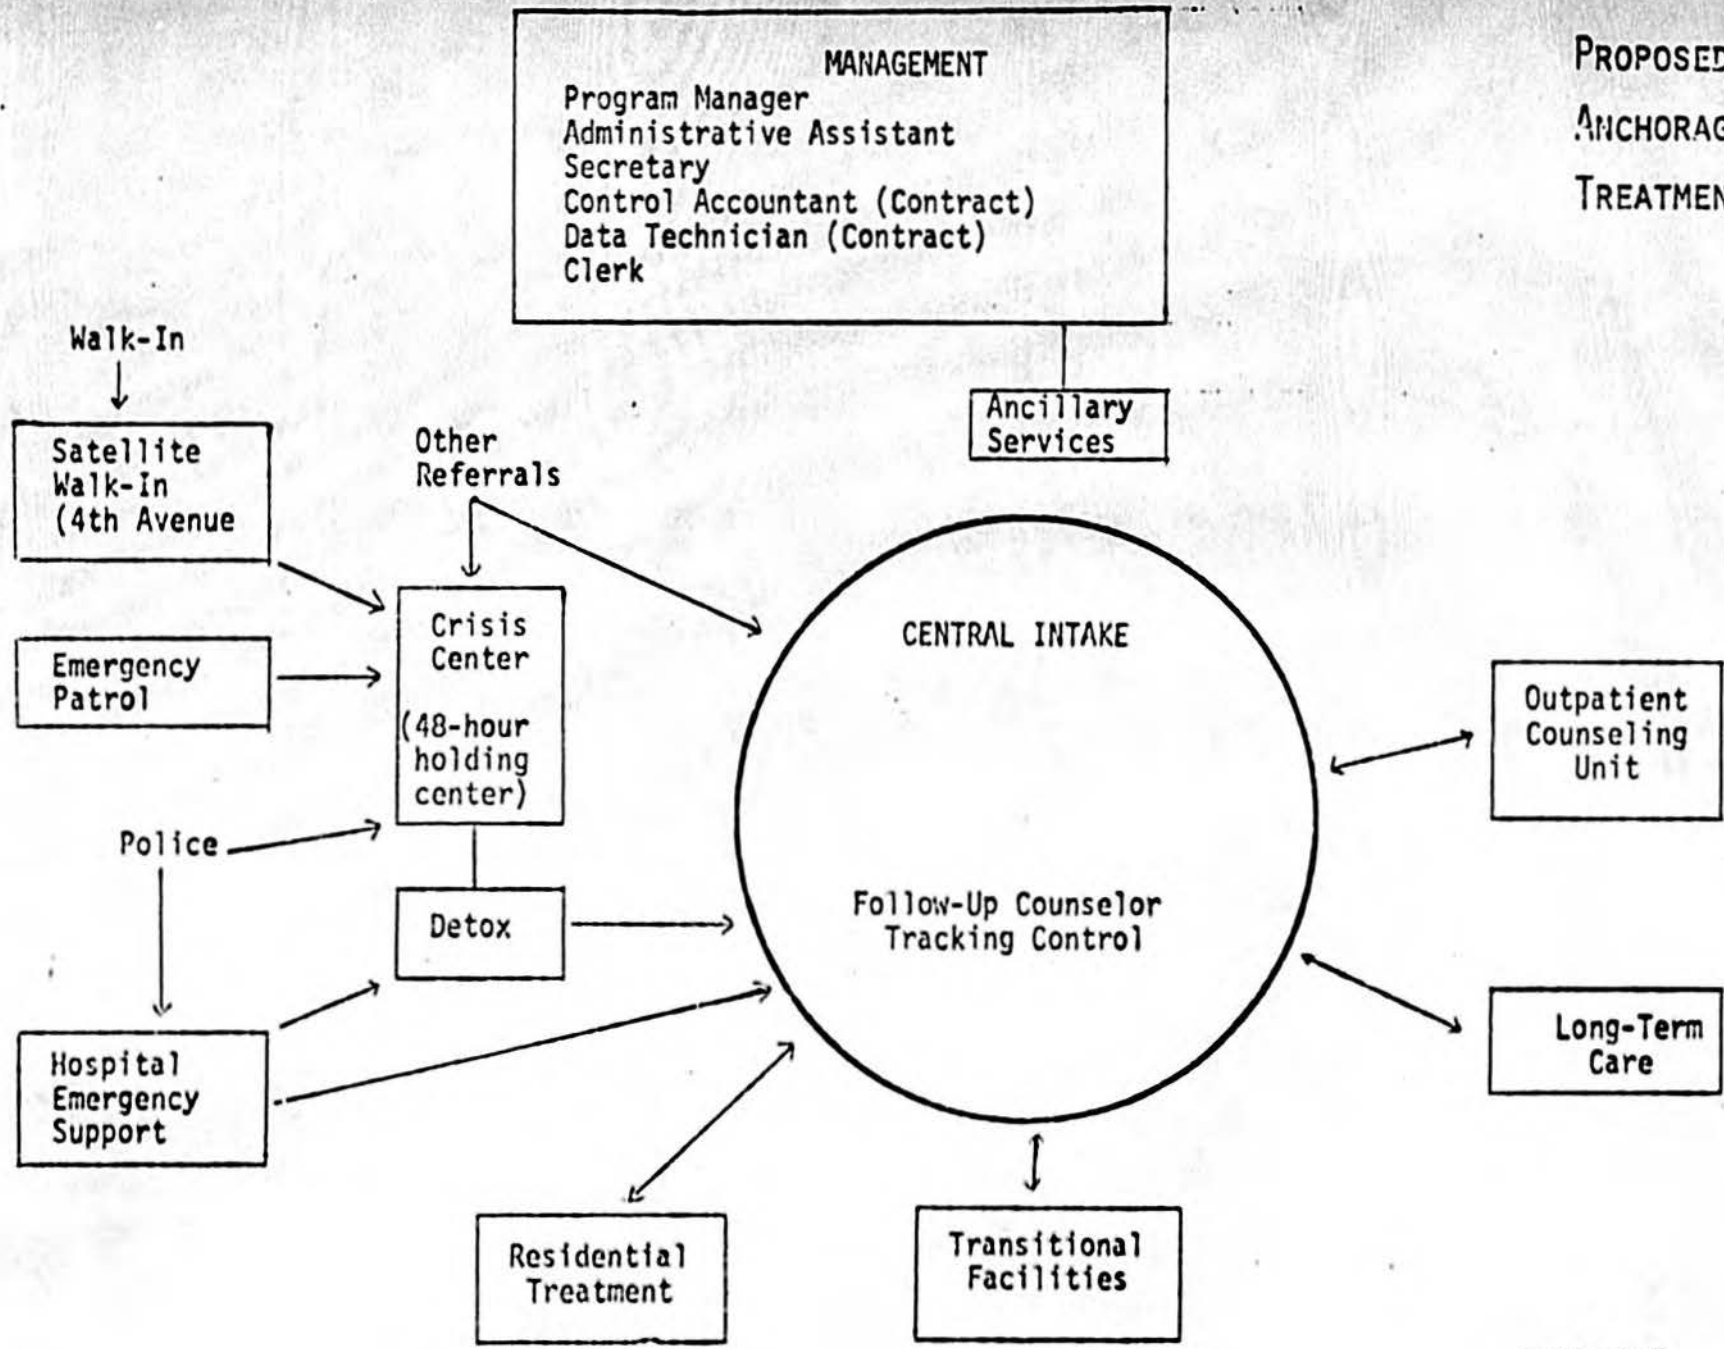 MANAGEMENT
Program Manager
Administrative Assistant
Secretary
Control Accountant (Contract)
Data Technician (Contract)
Clerk
PROPOSED
ANCHORAG
TREATMEN
Walk-In
Satellite
Walk-In
(4th Avenue
Other
Referrals
Ancillary
Services
Emergency
Patrol
Crisis
Center
(48-hour
holding
center)
CENTRAL INTAKE
Follow-Up Counselor
Tracking Control
Outpatient
Counseling
Unit
Police
Detox
Long-Term
Care
Hospital
Emergency
Support
Residential
Treatment
Transitional
Facilities